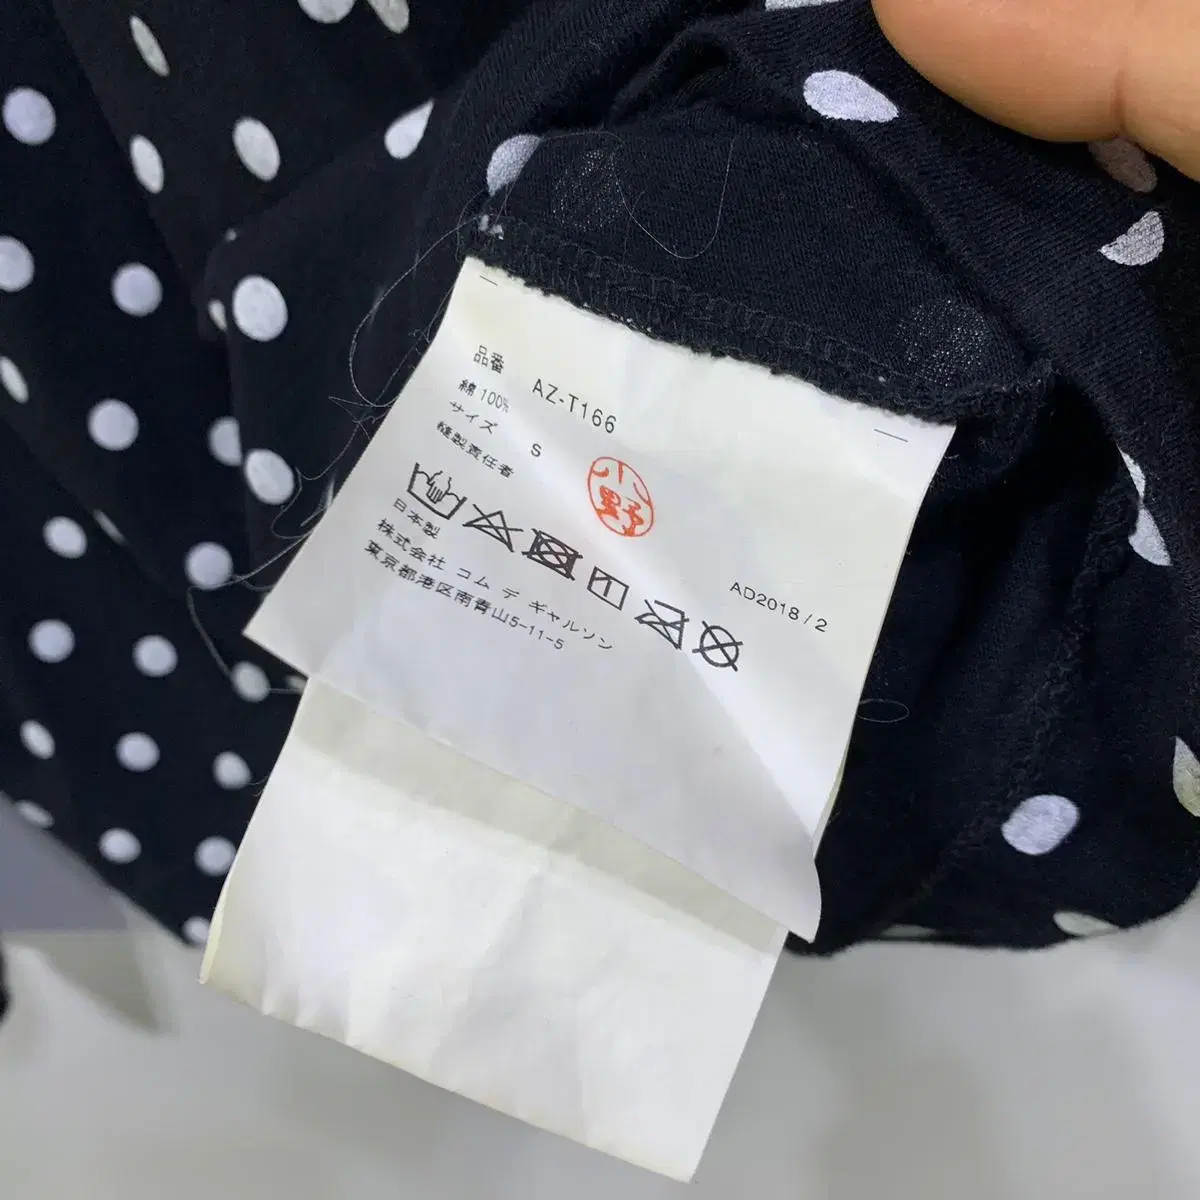 品番 AZ-T166
綿 100%
サイズ S
縫製責任者
小野
日本製
株式会社 コム デ ギャルソン
東京都港区南青山5-11-5
AD2018/2